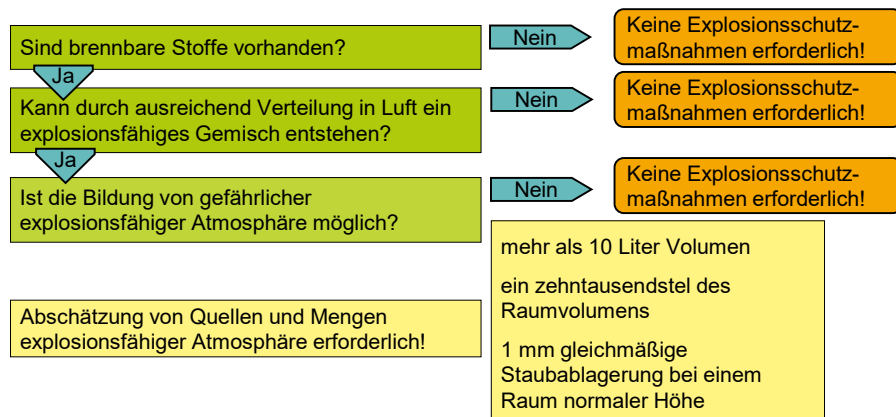 Sind brennbare Stoffe vorhanden?
Nein
Keine Explosionsschutz-
maßnahmen erforderlich!
Ja
Kann durch ausreichend Verteilung in Luft ein
explosionsfähiges Gemisch entstehen?
Nein
Keine Explosionsschutz-
maßnahmen erforderlich!
Ja
Ist die Bildung von gefährlicher
explosionsfähiger Atmosphäre möglich?
Nein
Keine Explosionsschutz-
maßnahmen erforderlich!
Abschätzung von Quellen und Mengen
explosionsfähiger Atmosphäre erforderlich!
mehr als 10 Liter Volumen
ein zehntausendstel des
Raumvolumens
1 mm gleichmäßige
Staubablagerung bei einem
Raum normaler Höhe